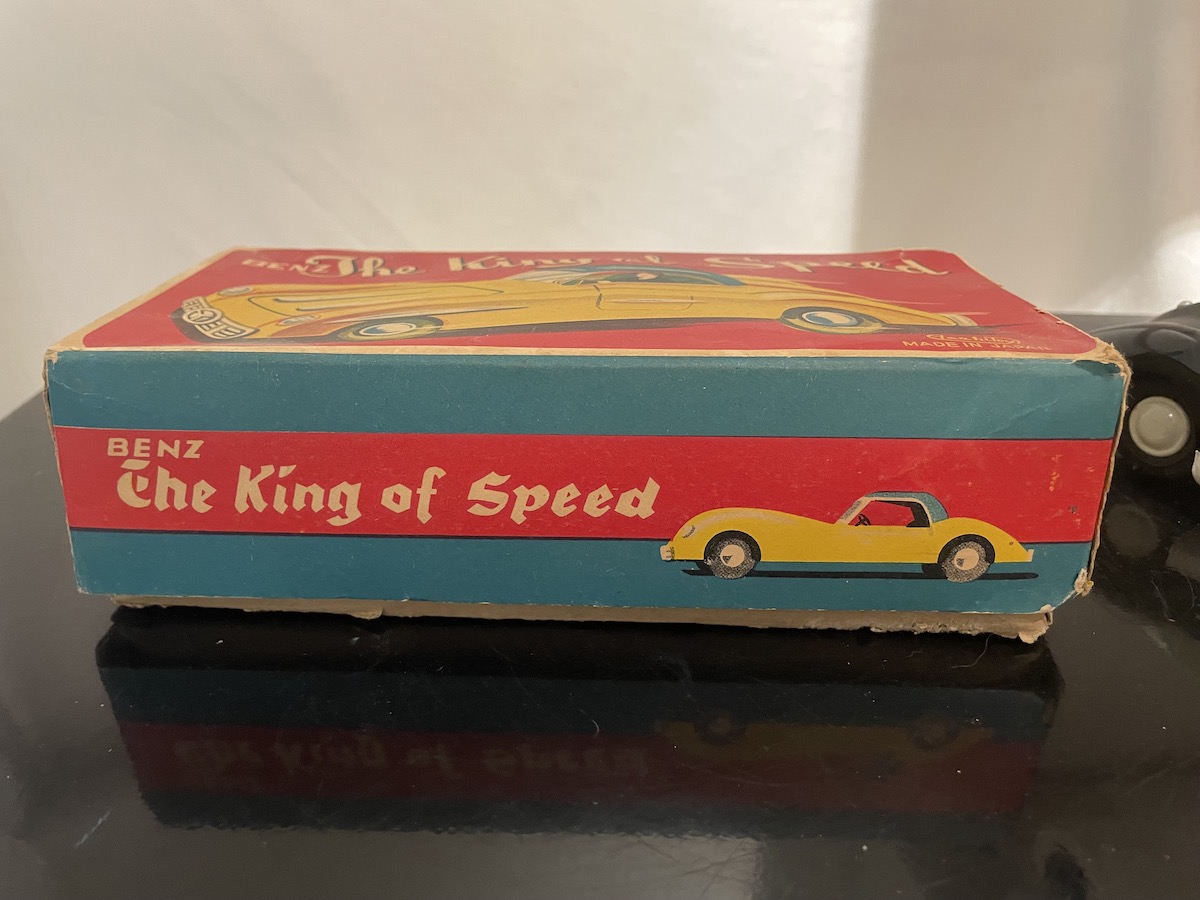 BENZ The King of Speed
MADE IN JAPAN
BENZ
The King of Speed